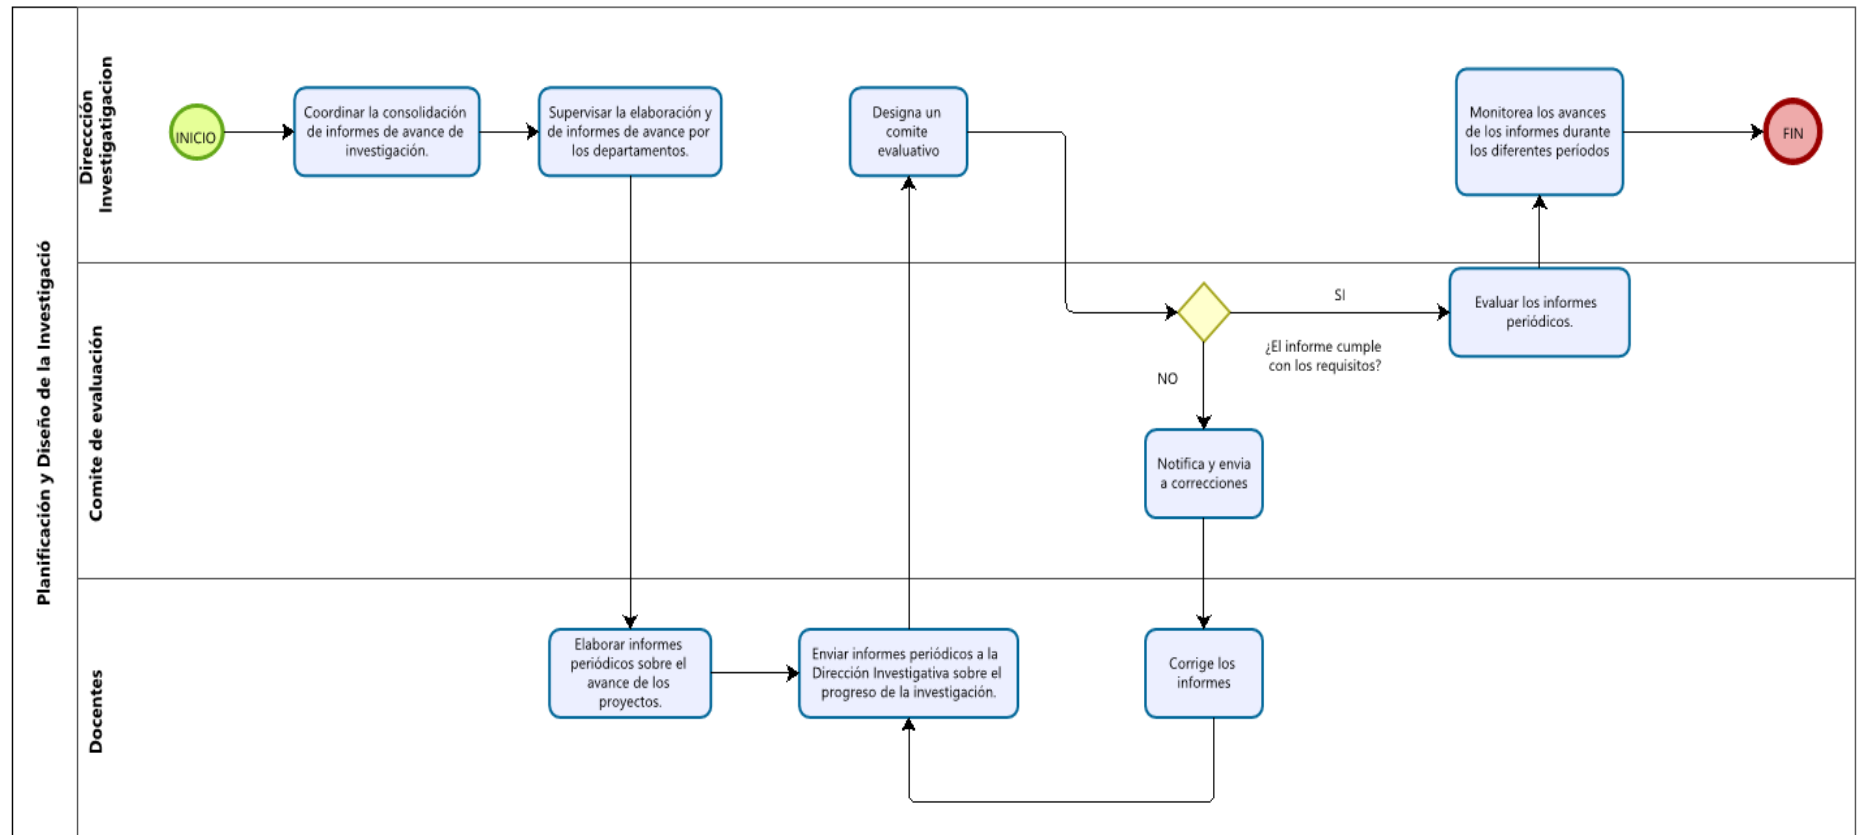 Planificación y Diseño de la Investigació
Direccción
Investigatigacion
INICIO
Coordinar la consolidación
de informes de avance de
investigación.
Supervisar la elaboración y
de informes de avance por
los departamentos.
Designa un
comite
evaluativo
Monitorea los avances
de los informes durante
los diferentes períodos
FIN
Comite de evaluación
SI
¿El informe cumple
con los requisitos?
NO
Evaluar los informes
periódicos.
Notifica y envia
a correcciones
Docentes
Elaborar informes
periódicos sobre el
avance de los
proyectos.
Enviar informes periódicos a la
Dirección Investigativa sobre el
progreso de la investigación.
Corrige los
informes